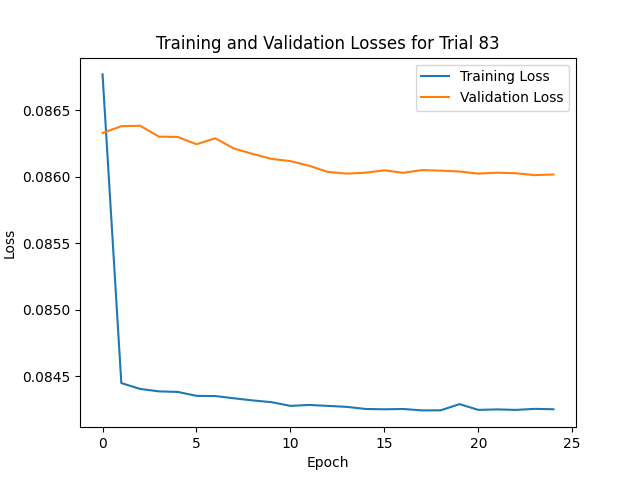 Training and Validation Losses for Trial 83
Training Loss
Validation Loss
0.0865
0.0860
0.0855
0.0850
0.0845
Loss
0 5 10 15 20 25
Epoch